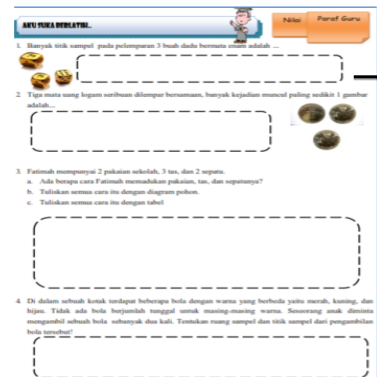 AKU SUKA BERLATIH..
Nilai
Paraf Guru
1. Banyak titik sampel pada pelemparan 3 buah dadu bermata enam adalah ...
2. Tiga mata uang logam seribuan dilempar bersamaan, banyak kejadian muncul paling sedikit 1 gambar
adalah...
3. Fatimah mempunyai 2 pakaian sekolah, 3 tas, dan 2 sepatu.
a. Ada berapa cara Fatimah memadukan pakaian, tas, dan sepatunya?
b. Tuliskan semua cara itu dengan diagram pohon.
c. Tuliskan semua cara itu dengan tabel
4. Di dalam sebuah kotak terdapat beberapa bola dengan warna yang berbeda yaitu merah, kuning, dan
hijau. Tidak ada bola berjumlah tunggal untuk masing-masing warna. Seseorang anak diminta
mengambil sebuah bola sebanyak dua kali. Tentukan ruang sampel dan titik sampel dari pengambilan
bola tersebut!